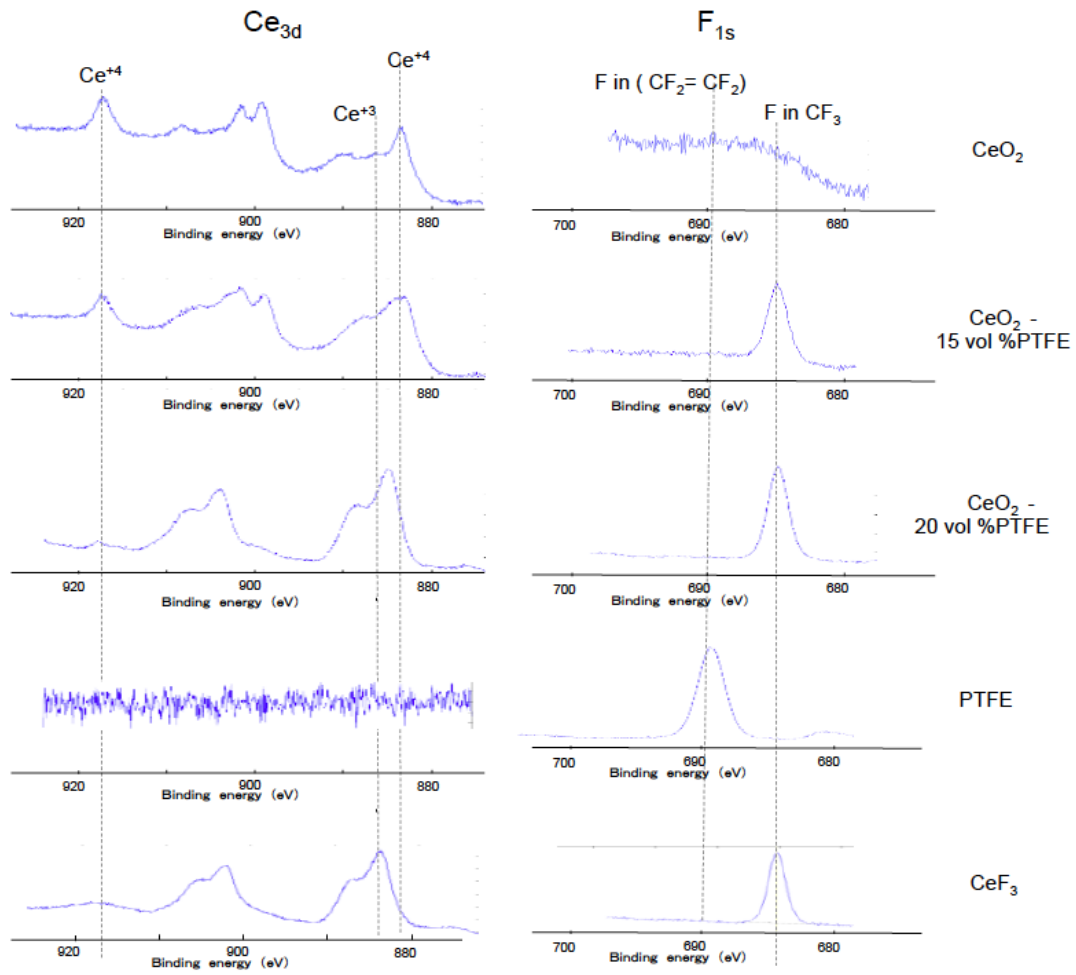 Ce3d
F1s
Ce+4
Ce+4
Ce+3
F in ( CF2= CF2)
F in CF3
CeO2
920
900
880
Binding energy (eV)
700
690
680
Binding energy (eV)
CeO2 -
15 vol %PTFE
920
900
880
Binding energy (eV)
700
690
680
Binding energy (eV)
CeO2 -
20 vol %PTFE
920
900
880
Binding energy (eV)
700
690
680
Binding energy (eV)
PTFE
920
900
880
Binding energy (eV)
700
690
680
Binding energy (eV)
CeF3
920
900
880
Binding energy (eV)
700
690
680
Binding energy (eV)